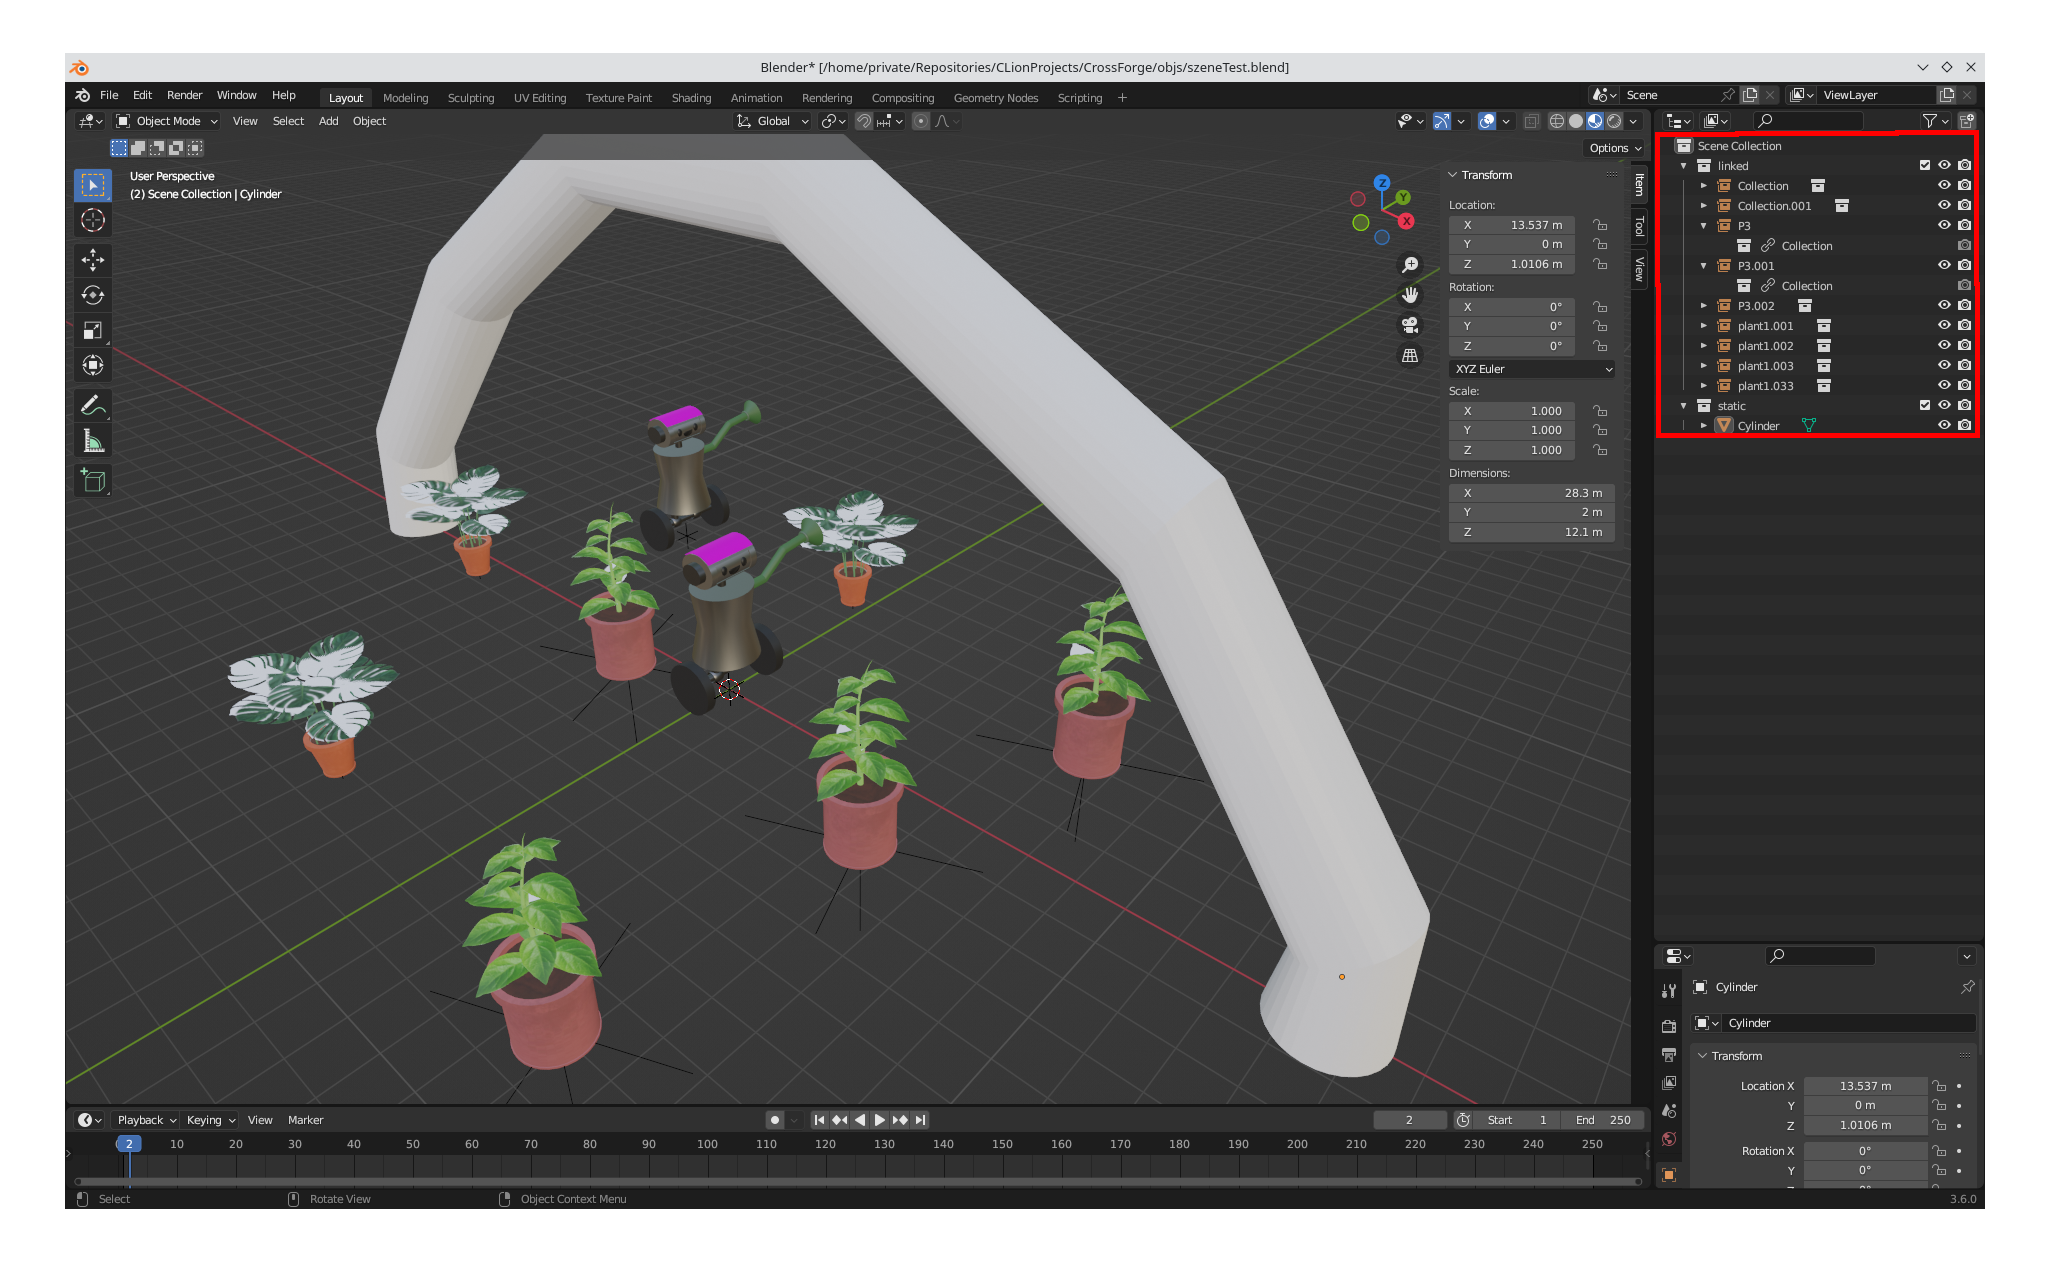 Blender* [/home/private/Repositories/CLionProjects/CrossForge/objs/szeneTest.blend]
File Edit Render Window Help Layout Modeling Sculpting UV Editing Texture Paint Shading Animation Rendering Compositing Geometry Nodes Scripting + Scene ViewLayer
Object Mode View Select Add Object Global
Options
User Perspective
(2) Scene Collection | Cylinder
Z
Y
X
Transform
Location:
X 13.537 m
Y 0 m
Z 1.0106 m
Rotation:
X 0°
Y 0°
Z 0°
XYZ Euler
Scale:
X 1.000
Y 1.000
Z 1.000
Dimensions:
X 28.3 m
Y 2 m
Z 12.1 m
Item
Tool
View
Scene Collection
linked
Collection
Collection.001
P3
Collection
P3.001
Collection
P3.002
plant1.001
plant1.002
plant1.003
plant1.033
static
Cylinder
Cylinder
Cylinder
Transform
Location X 13.537 m
Y 0 m
Z 1.0106 m
Rotation X 0°
Y 0°
Playback Keying View Marker 2 Start 1 End 250
2 10 20 30 40 50 60 70 80 90 100 110 120 130 140 150 160 170 180 190 200 210 220 230 240 250
Select Rotate View Object Context Menu 3.6.0